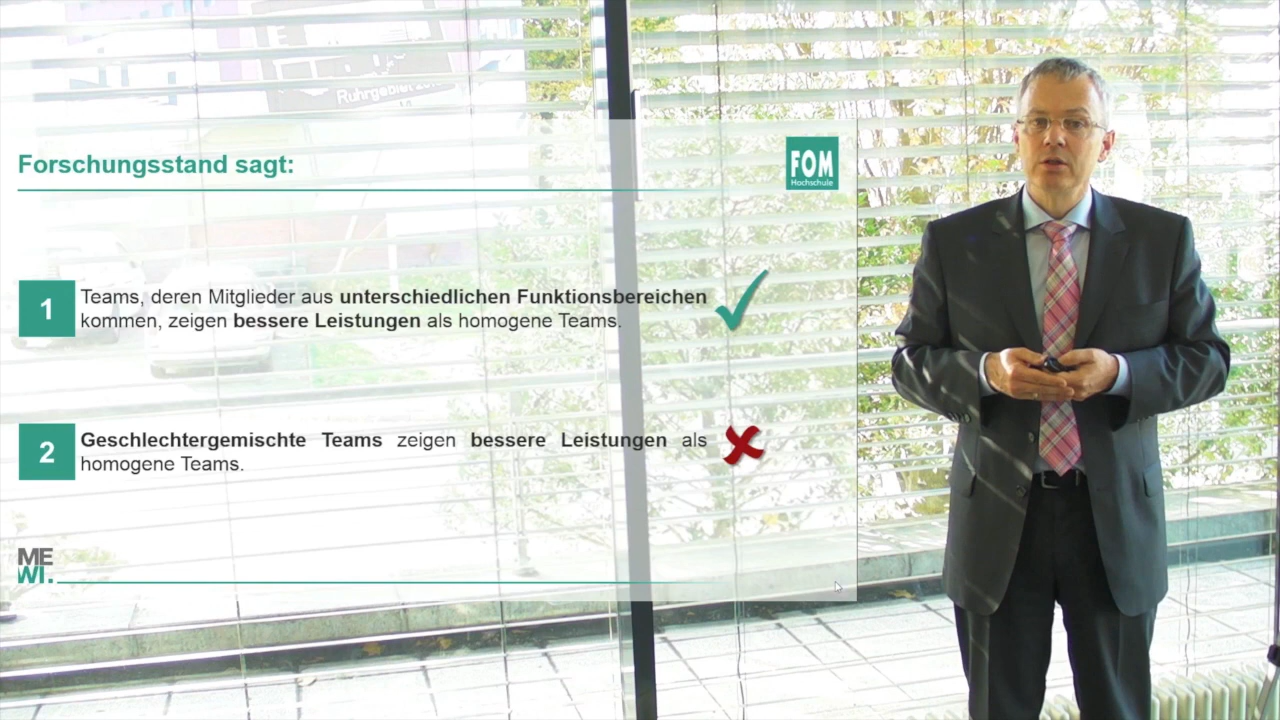 Ruhrgebiet
Forschungsstand sagt:
FOM
Hochschule
1
Teams, deren Mitglieder aus unterschiedlichen Funktionsbereichen
kommen, zeigen bessere Leistungen als homogene Teams.
2
Geschlechtergemischte Teams zeigen bessere Leistungen als
homogene Teams.
ME
WI.